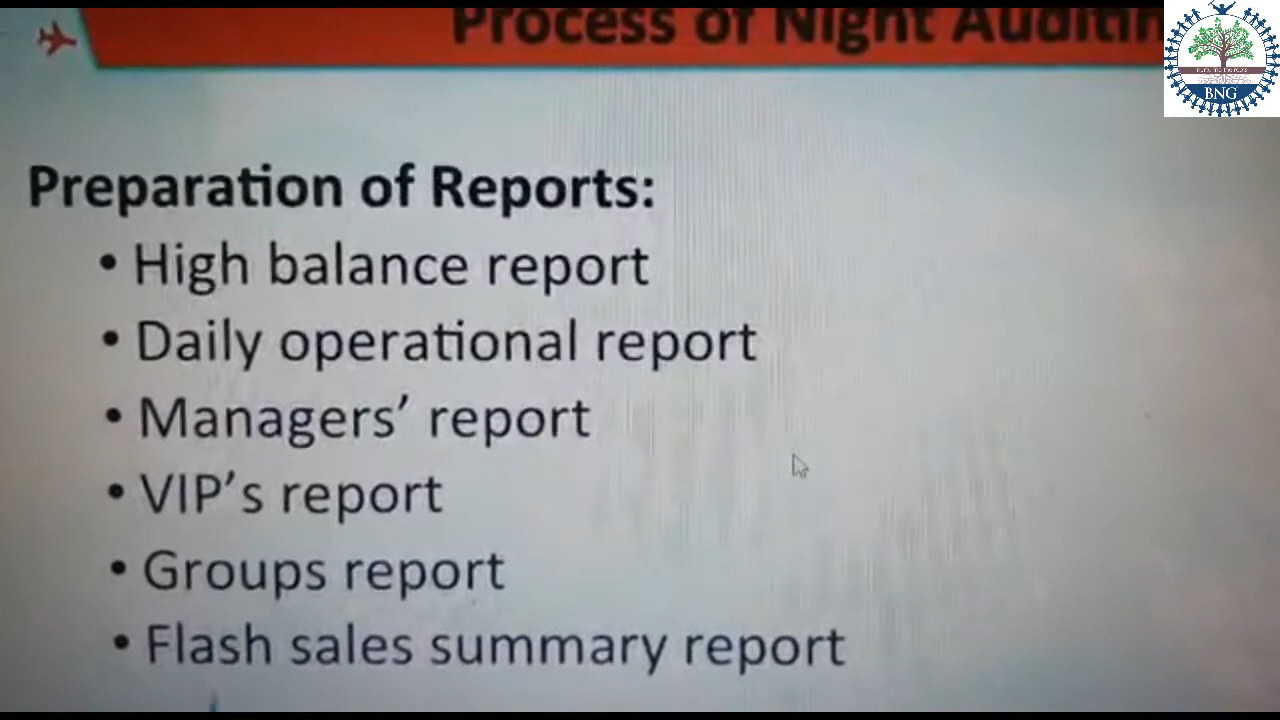 Process of Night Auditin
BNG
Preparation of Reports:
• High balance report
• Daily operational report
• Managers’ report
• VIP’s report
• Groups report
• Flash sales summary report